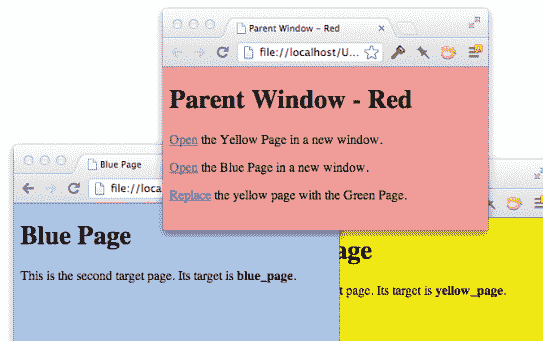 Parent Window - Red
file://localhost/U...
Parent Window - Red
Open the Yellow Page in a new window.
Open the Blue Page in a new window.
Replace the yellow page with the Green Page.
Blue Page
file://loca
Blue Page
This is the second target page. Its target is blue_page.
age
t page. Its target is yellow_page.